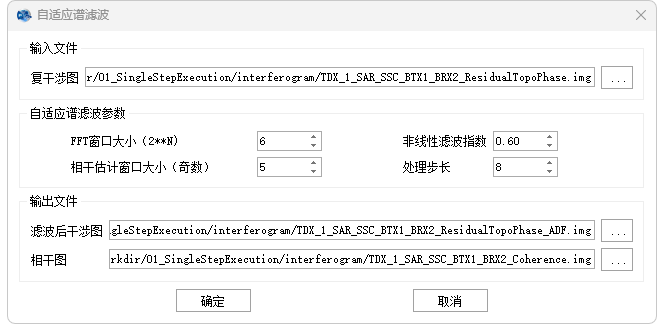 自适应谱滤波
输入文件
复干涉图 r/01_SingleStepExecution/interferogram/TDX_1_SAR_SSC_BTX1_BRX2_ResidualTopoPhase.img ...
自适应谱滤波参数
FFT窗口大小（2**N） 6 非线性滤波指数 0.60
相干估计窗口大小（奇数） 5 处理步长 8
输出文件
滤波后干涉图 .gleStepExecution/interferogram/TDX_1_SAR_SSC_BTX1_BRX2_ResidualTopoPhase_ADF.img ...
相干图 rkdir/01_SingleStepExecution/interferogram/TDX_1_SAR_SSC_BTX1_BRX2_Coherence.img ...
确定 取消